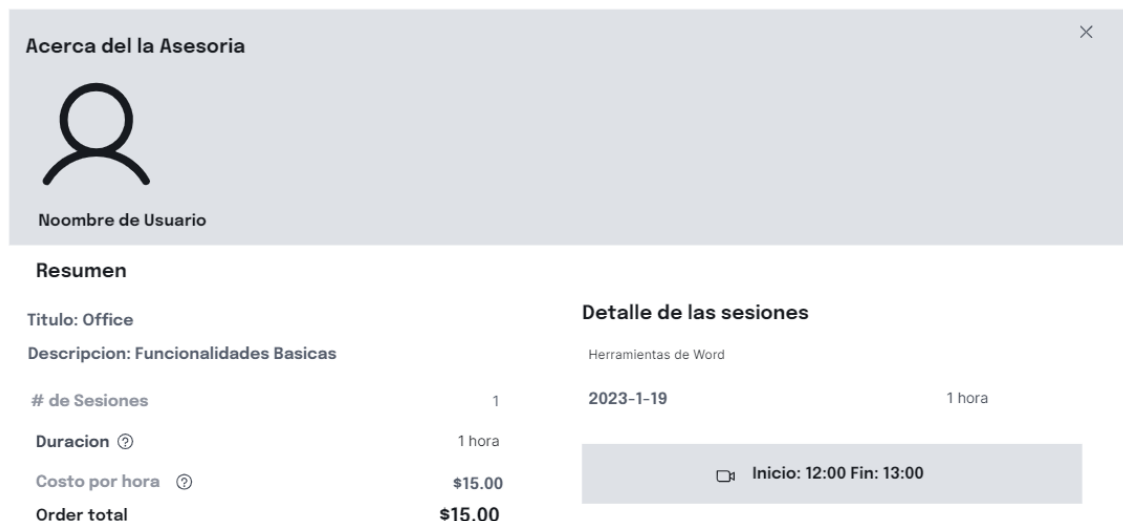 Acerca del la Asesoria
Noombre de Usuario
Resumen
Titulo: Office
Descripcion: Funcionalidades Basicas
# de Sesiones 1
Duracion 1 hora
Costo por hora $15.00
Order total $15.00
Detalle de las sesiones
Herramientas de Word
2023-1-19 1 hora
Inicio: 12:00 Fin: 13:00